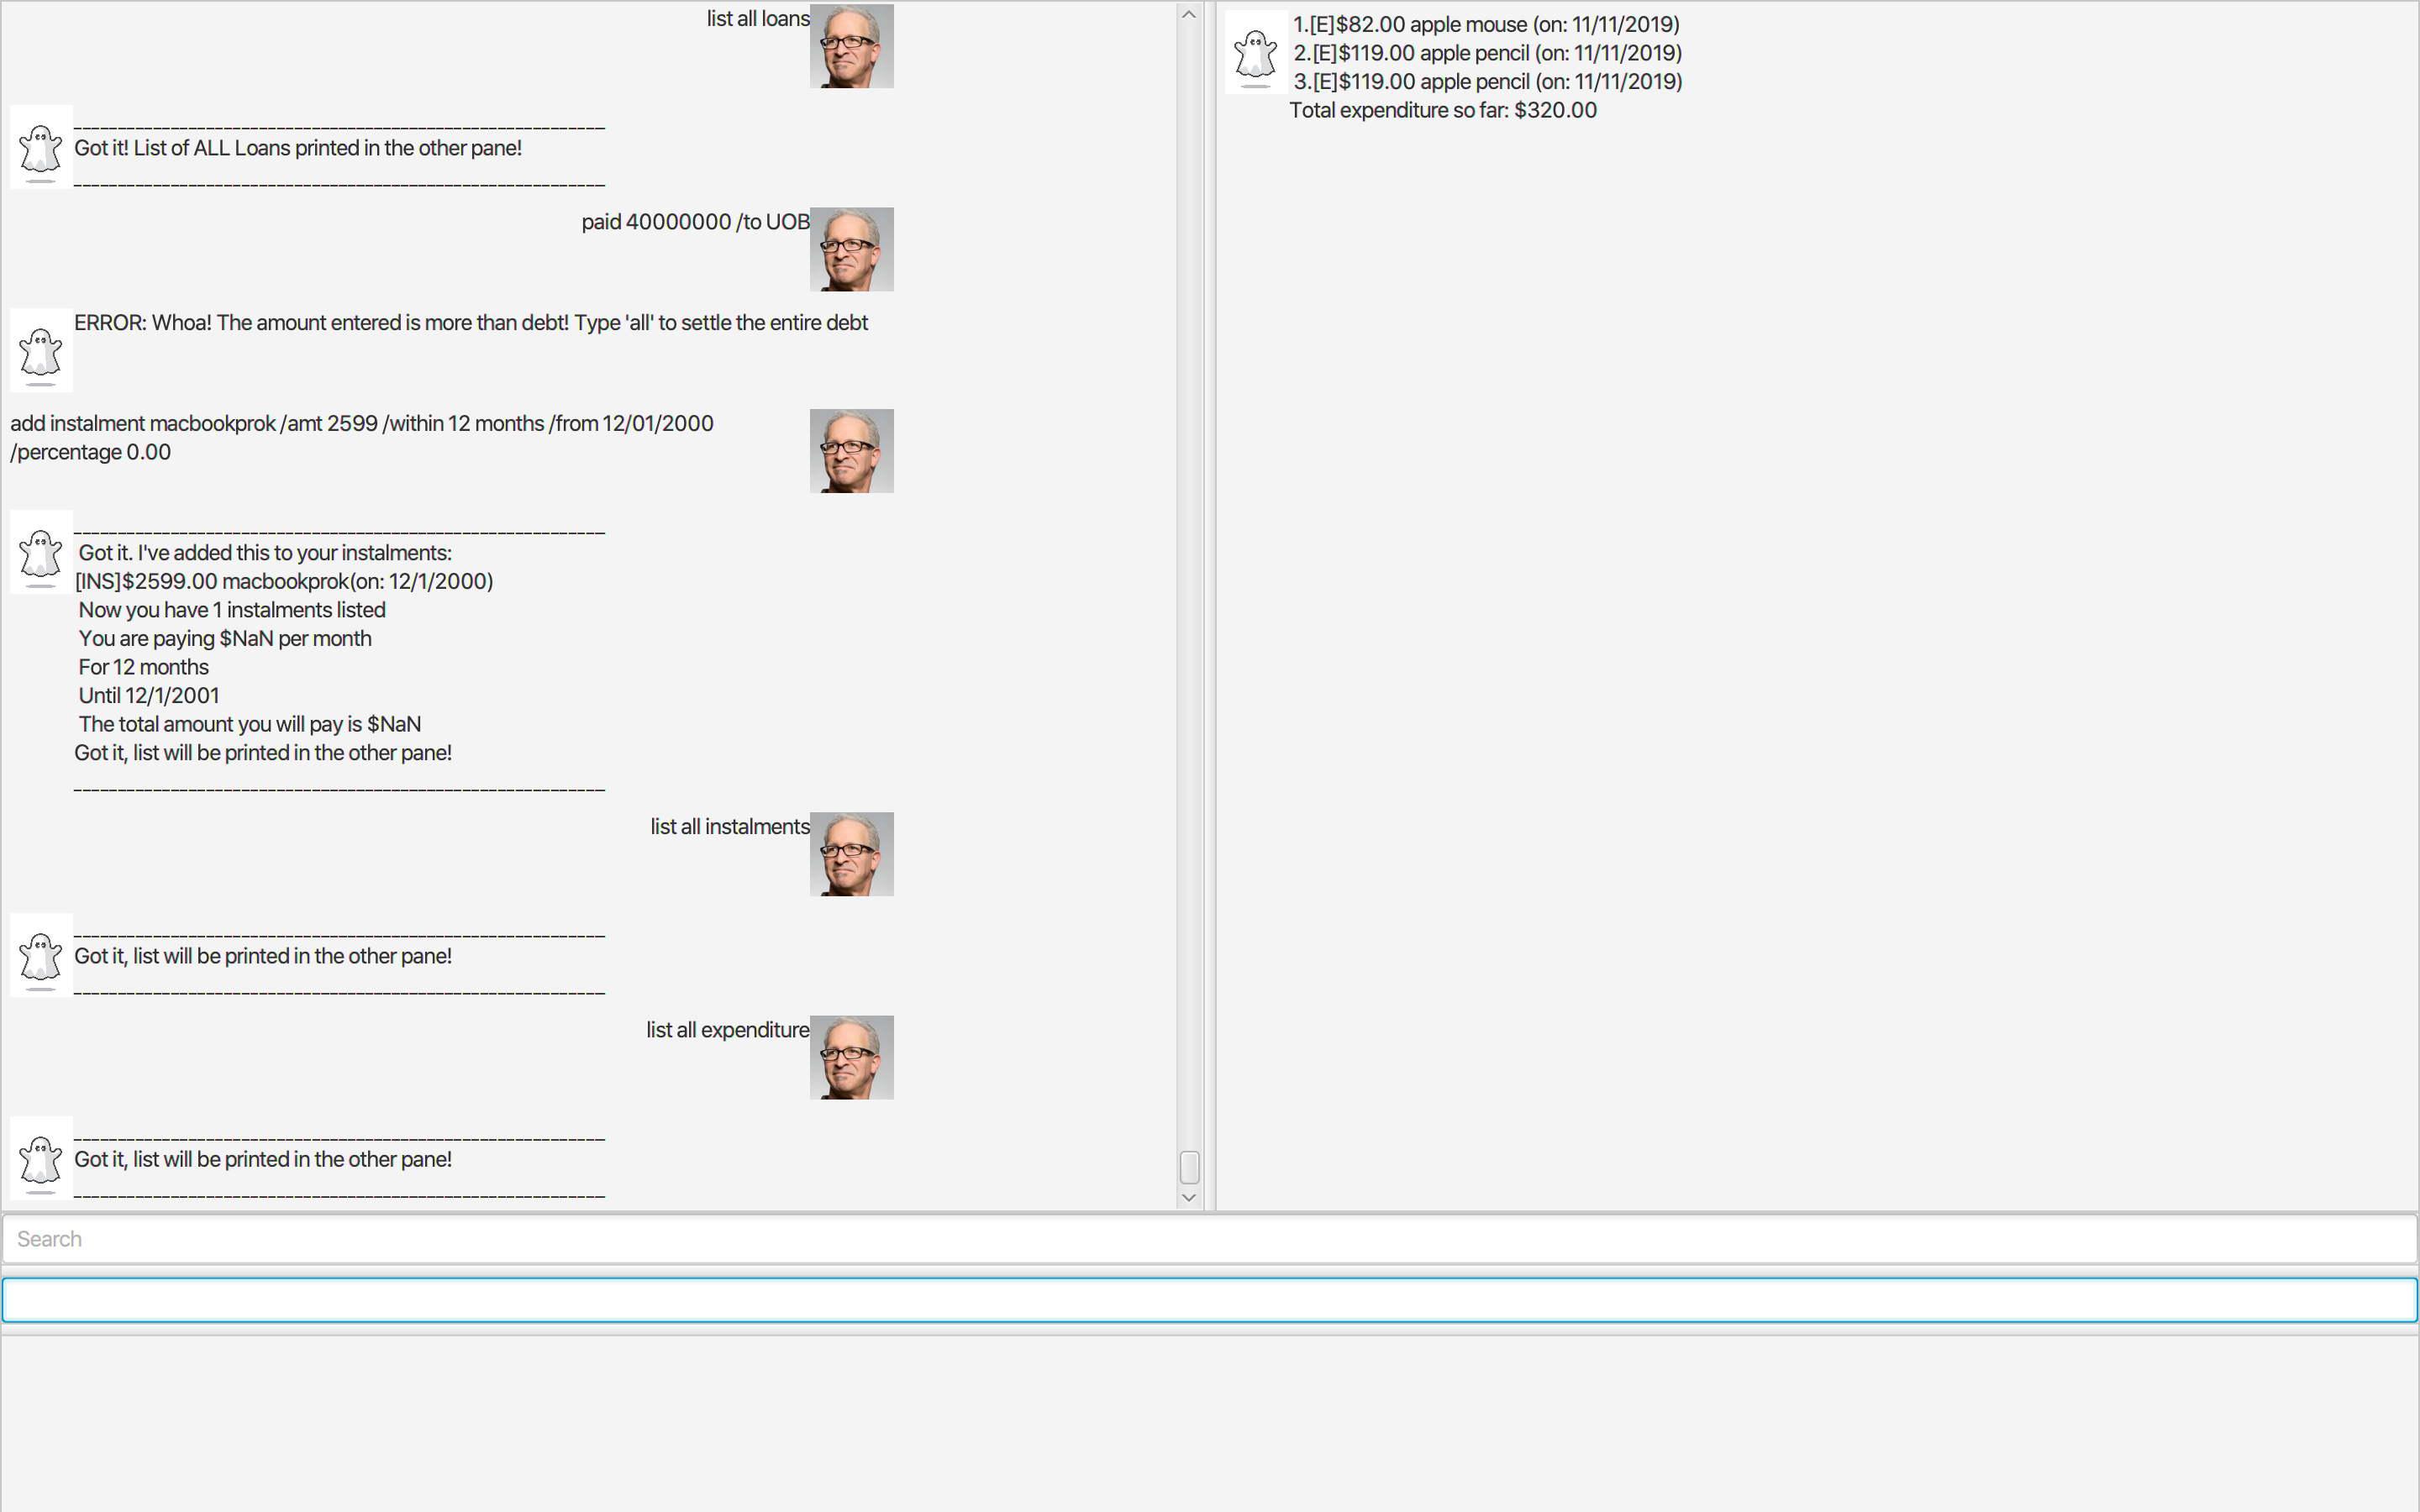 list all loans
____________________________________________________________
Got it! List of ALL Loans printed in the other pane!
____________________________________________________________
paid 40000000 /to UOB
ERROR: Whoa! The amount entered is more than debt! Type 'all' to settle the entire debt
add instalment macbookprok /amt 2599 /within 12 months /from 12/01/2000
/percentage 0.00
____________________________________________________________
Got it. I've added this to your instalments:
[INS]$2599.00 macbookprok(on: 12/1/2000)
Now you have 1 instalments listed
You are paying $NaN per month
For 12 months
Until 12/1/2001
The total amount you will pay is $NaN
Got it, list will be printed in the other pane!
____________________________________________________________
list all instalments
____________________________________________________________
Got it, list will be printed in the other pane!
____________________________________________________________
list all expenditure
____________________________________________________________
Got it, list will be printed in the other pane!
____________________________________________________________
1.[E]$82.00 apple mouse (on: 11/11/2019)
2.[E]$119.00 apple pencil (on: 11/11/2019)
3.[E]$119.00 apple pencil (on: 11/11/2019)
Total expenditure so far: $320.00
Search